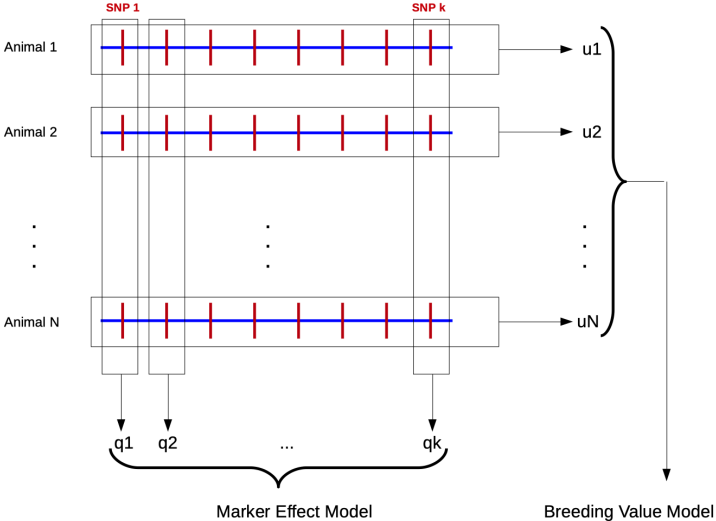 SNP 1
SNP k
Animal 1
u1
Animal 2
u2
.
.
.
.
.
.
.
.
.
Animal N
uN
q1
q2
...
qk
Marker Effect Model
Breeding Value Model